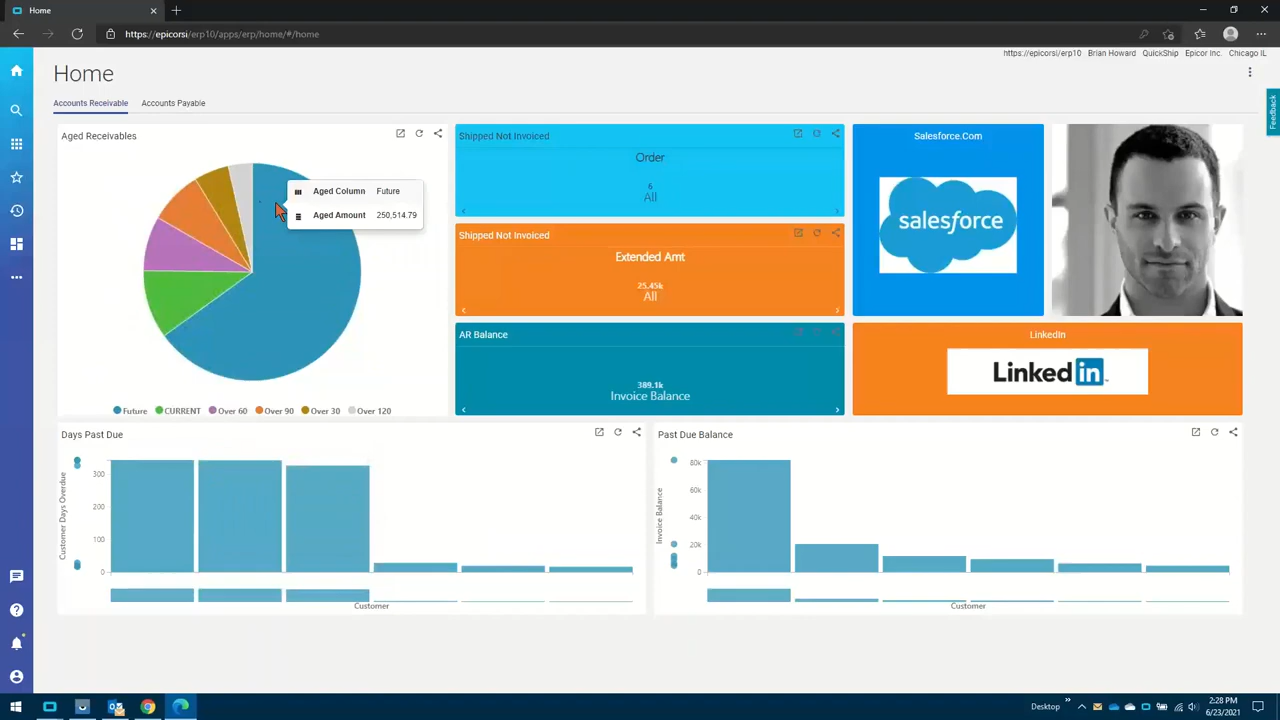 Home
https://epicorsi/erp10/apps/erp/home/#/home
https://epicorsi/erp10 Brian Howard QuickShip Epicor Inc. Chicago IL
Home
Feedback
Accounts Receivable Accounts Payable
Aged Receivables
Aged Column Future
Aged Amount 250,514.79
Future CURRENT Over 60 Over 90 Over 30 Over 120
Shipped Not Invoiced
Order
6
All
Shipped Not Invoiced
Extended Amt
25.45k
All
AR Balance
389.1k
Invoice Balance
Salesforce.Com
salesforce
LinkedIn
Linked in
Days Past Due
Customer Days Overdue
300
200
100
0
Customer
Past Due Balance
Invoice Balance
80k
60k
40k
20k
0
Customer
Desktop
2:28 PM
6/23/2021